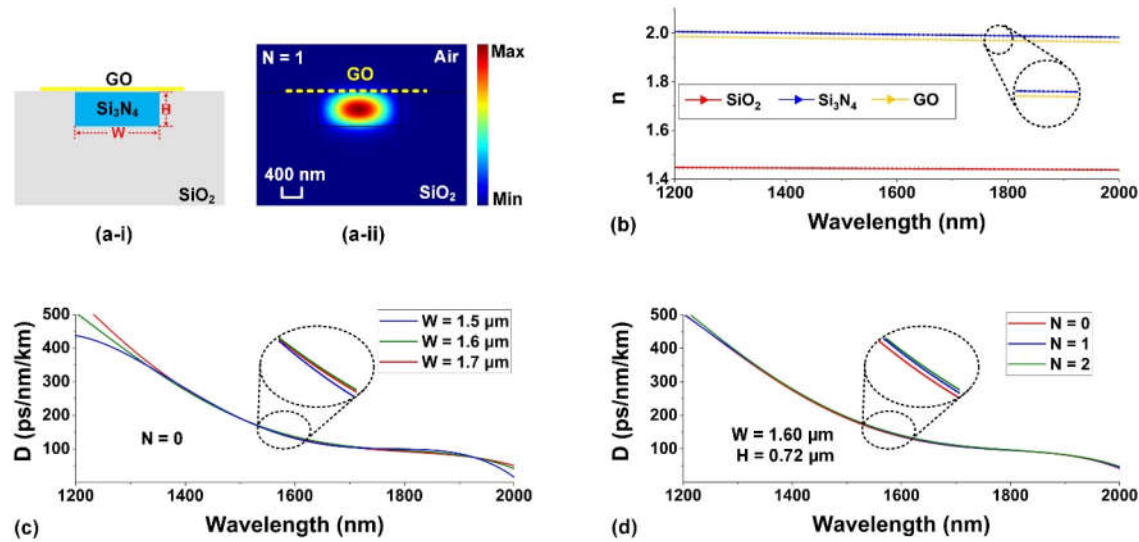 GO
Si₃N₄
H
W
SiO₂
(a-i)
N = 1
Air
GO
400 nm
SiO₂
Max
Min
(a-ii)
2.0
1.8
1.6
1.4
n
SiO₂
Si₃N₄
GO
1200 1400 1600 1800 2000
Wavelength (nm)
(b)
500
400
300
200
100
D (ps/nm/km)
W = 1.5 µm
W = 1.6 µm
W = 1.7 µm
N = 0
1200 1400 1600 1800 2000
Wavelength (nm)
(c)
500
400
300
200
100
D (ps/nm/km)
N = 0
N = 1
N = 2
W = 1.60 µm
H = 0.72 µm
1200 1400 1600 1800 2000
Wavelength (nm)
(d)